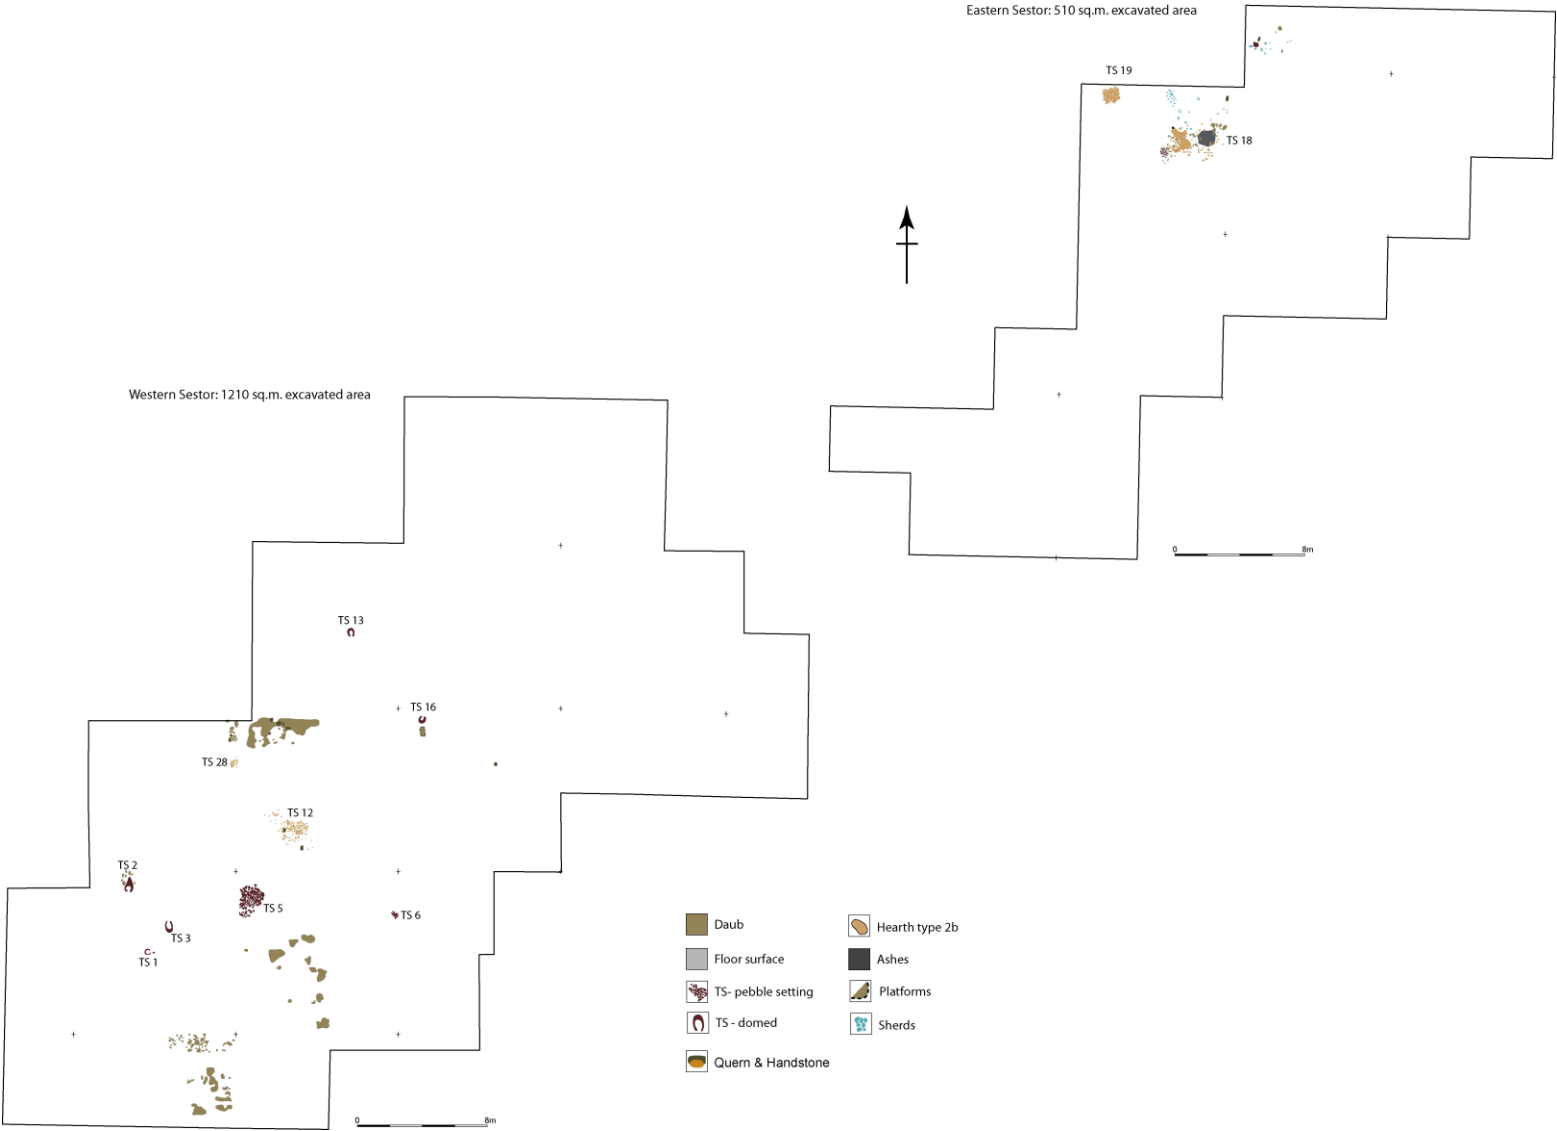 Eastern Sestor: 510 sq.m. excavated area
TS 19
TS 18
Western Sestor: 1210 sq.m. excavated area
0 8m
TS 13
TS 16
TS 28
TS 12
TS 2
TS 5
TS 6
TS 3
TS 1
Daub
Hearth type 2b
Floor surface
Ashes
TS- pebble setting
Platforms
TS - domed
Sherds
Quern & Handstone
0 8m